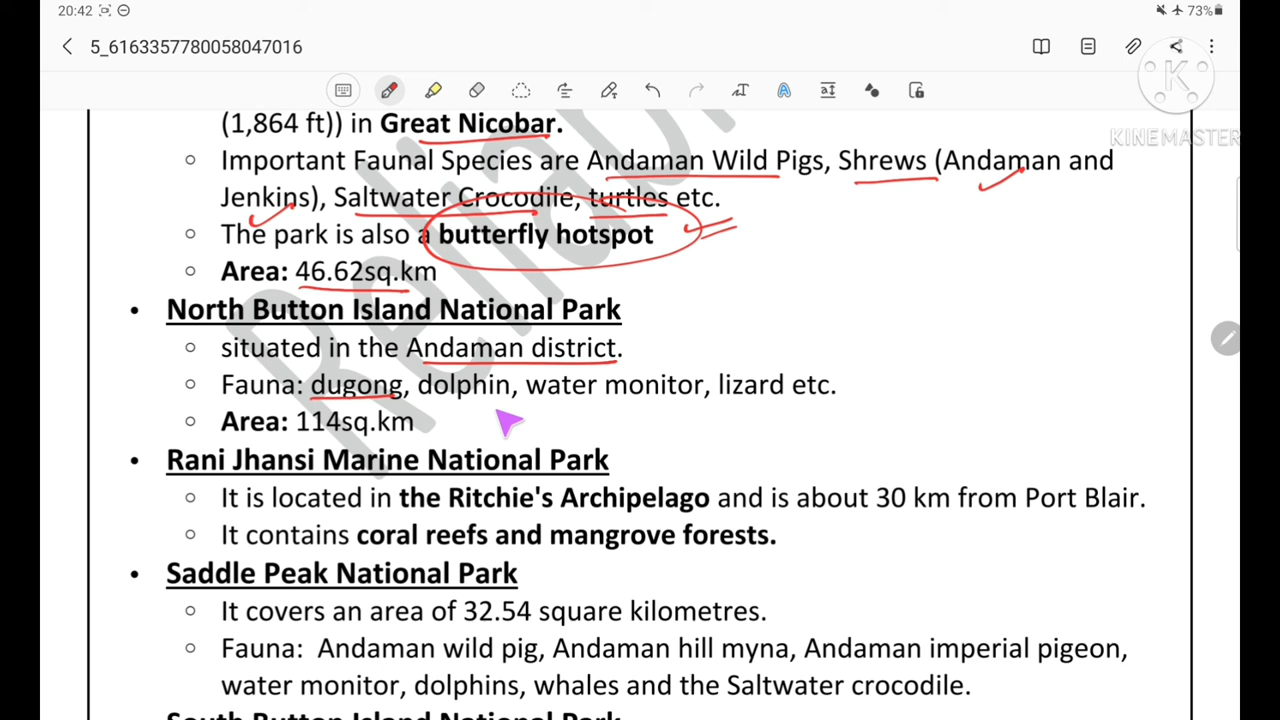 20:42 73%
5_6163357780058047016
KINEMASTER
(1,864 ft)) in Great Nicobar.
○ Important Faunal Species are Andaman Wild Pigs, Shrews (Andaman and
Jenkins), Saltwater Crocodile, turtles etc.
○ The park is also a butterfly hotspot
○ Area: 46.62sq.km
• North Button Island National Park
○ situated in the Andaman district.
○ Fauna: dugong, dolphin, water monitor, lizard etc.
○ Area: 114sq.km
• Rani Jhansi Marine National Park
○ It is located in the Ritchie's Archipelago and is about 30 km from Port Blair.
○ It contains coral reefs and mangrove forests.
• Saddle Peak National Park
○ It covers an area of 32.54 square kilometres.
○ Fauna: Andaman wild pig, Andaman hill myna, Andaman imperial pigeon,
water monitor, dolphins, whales and the Saltwater crocodile.
South Button Island National Park